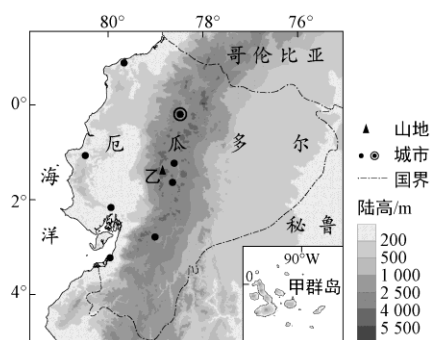 80°
78°
76°
哥伦比亚
0°
厄瓜多尔
乙
海洋
2°
秘鲁
90°W
甲群岛
0°
4°
▲ 山地
城市
国界
陆高/m
200
500
1 000
2 500
4 000
5 500